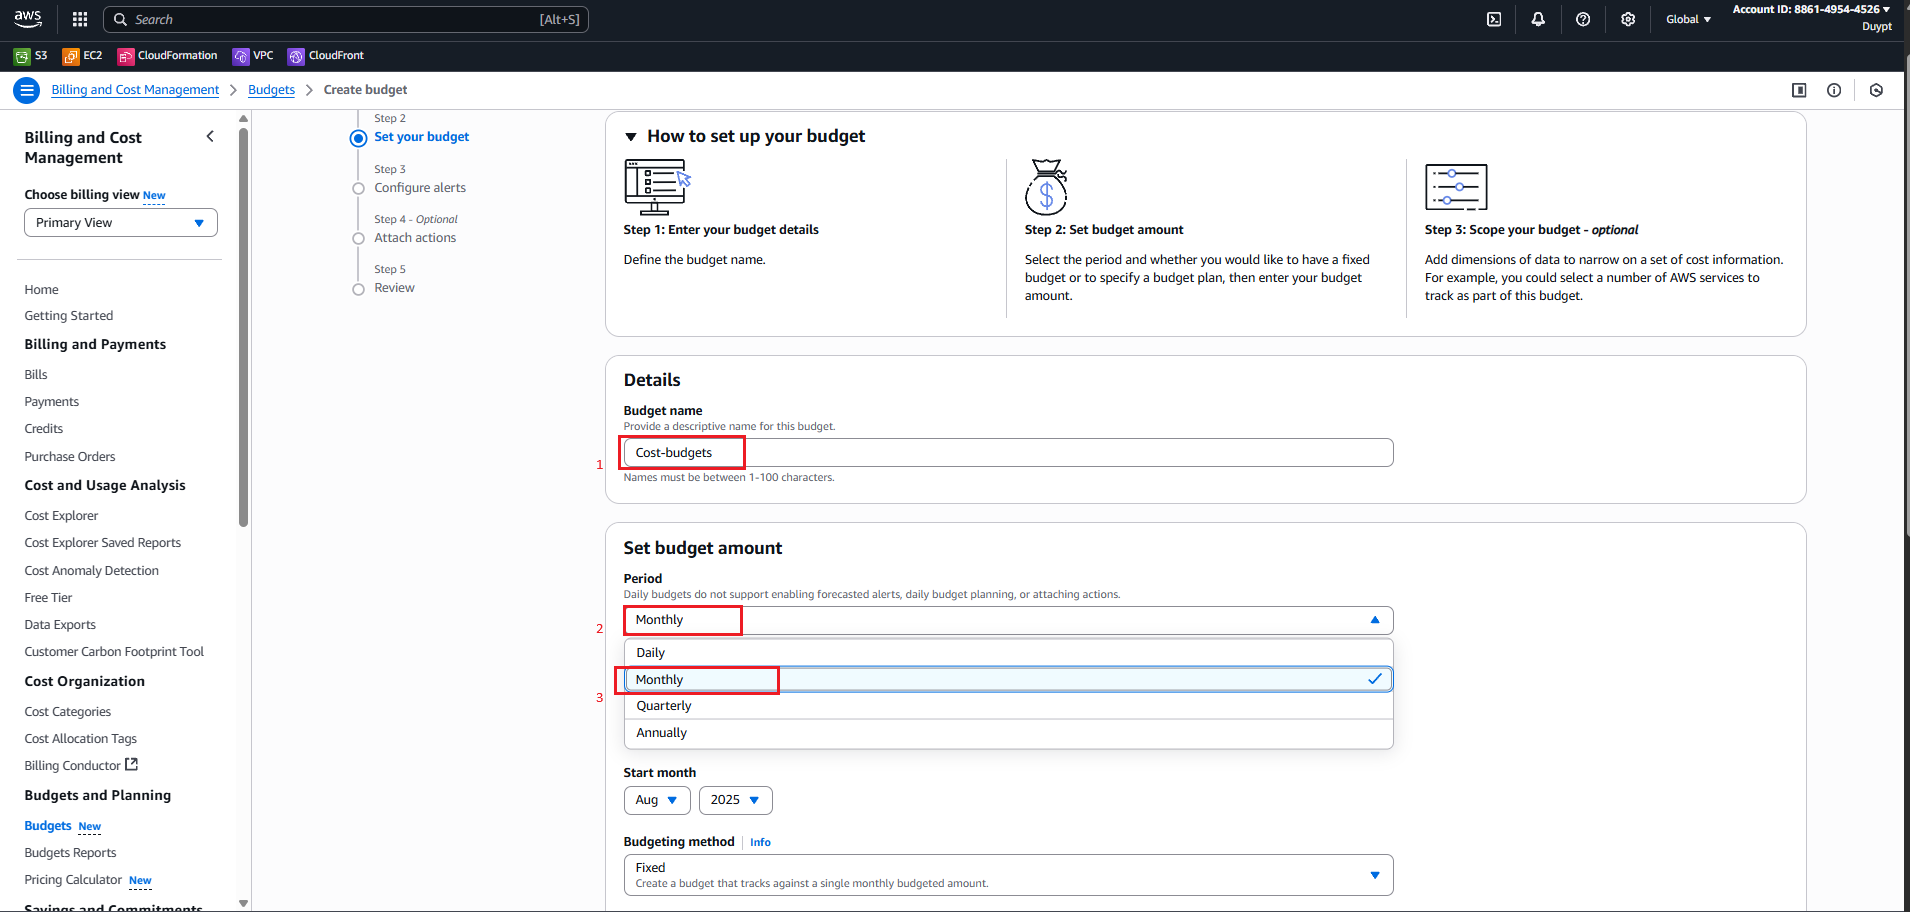 aws
Search
[Alt+S]
Global
Account ID: 8861-4954-4526
Duypt
S3
EC2
CloudFormation
VPC
CloudFront
Billing and Cost Management
Budgets
Create budget
Billing and Cost
Management
Choose billing view New
Primary View
Home
Getting Started
Billing and Payments
Bills
Payments
Credits
Purchase Orders
Cost and Usage Analysis
Cost Explorer
Cost Explorer Saved Reports
Cost Anomaly Detection
Free Tier
Data Exports
Customer Carbon Footprint Tool
Cost Organization
Cost Categories
Cost Allocation Tags
Billing Conductor
Budgets and Planning
Budgets New
Budgets Reports
Pricing Calculator New
Savings and Commitments
Step 2
Set your budget
Step 3
Configure alerts
Step 4 - Optional
Attach actions
Step 5
Review
How to set up your budget
Step 1: Enter your budget details
Define the budget name.
Step 2: Set budget amount
Select the period and whether you would like to have a fixed
budget or to specify a budget plan, then enter your budget
amount.
Step 3: Scope your budget - optional
Add dimensions of data to narrow on a set of cost information.
For example, you could select a number of AWS services to
track as part of this budget.
Details
Budget name
Provide a descriptive name for this budget.
1
Cost-budgets
Names must be between 1-100 characters.
Set budget amount
Period
Daily budgets do not support enabling forecasted alerts, daily budget planning, or attaching actions.
2
Monthly
Daily
3
Monthly
Quarterly
Annually
Start month
Aug
2025
Budgeting method
Info
Fixed
Create a budget that tracks against a single monthly budgeted amount.